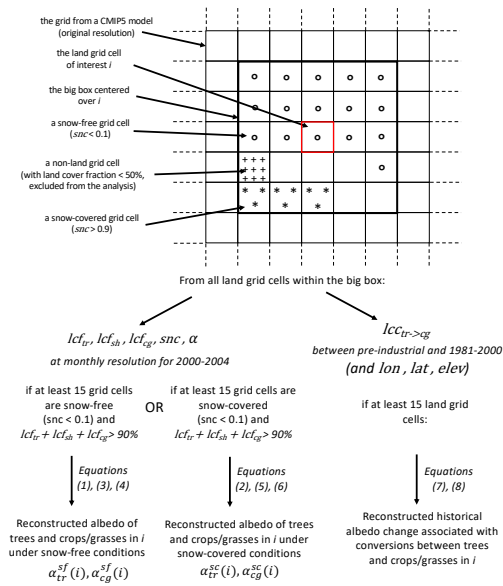 the grid from a CMIP5 model
(original resolution)
the land grid cell
of interest i
the big box centered
over i
a snow-free grid cell
(snc < 0.1)
a non-land grid cell
(with land cover fraction < 50%,
excluded from the analysis)
a snow-covered grid cell
(snc > 0.9)
From all land grid cells within the big box:
lcf_tr, lcf_sh, lcf_cg, snc, α
at monthly resolution for 2000-2004
lcc_tr->cg
between pre-industrial and 1981-2000
(and lon, lat, elev)
if at least 15 grid cells
are snow-free
(snc < 0.1) and
lcf_tr + lcf_sh + lcf_cg > 90%
OR
if at least 15 grid cells are
snow-covered
(snc < 0.1) and
lcf_tr + lcf_sh + lcf_cg > 90%
if at least 15 land grid
cells:
Equations
(1), (3), (4)
Equations
(2), (5), (6)
Equations
(7), (8)
Reconstructed albedo of
trees and crops/grasses in i
under snow-free conditions
α_tr^sf(i), α_cg^sf(i)
Reconstructed albedo of trees
and crops/grasses in i under
snow-covered conditions
α_tr^sc(i), α_cg^sc(i)
Reconstructed historical
albedo change associated with
conversions between trees
and crops/grasses in i